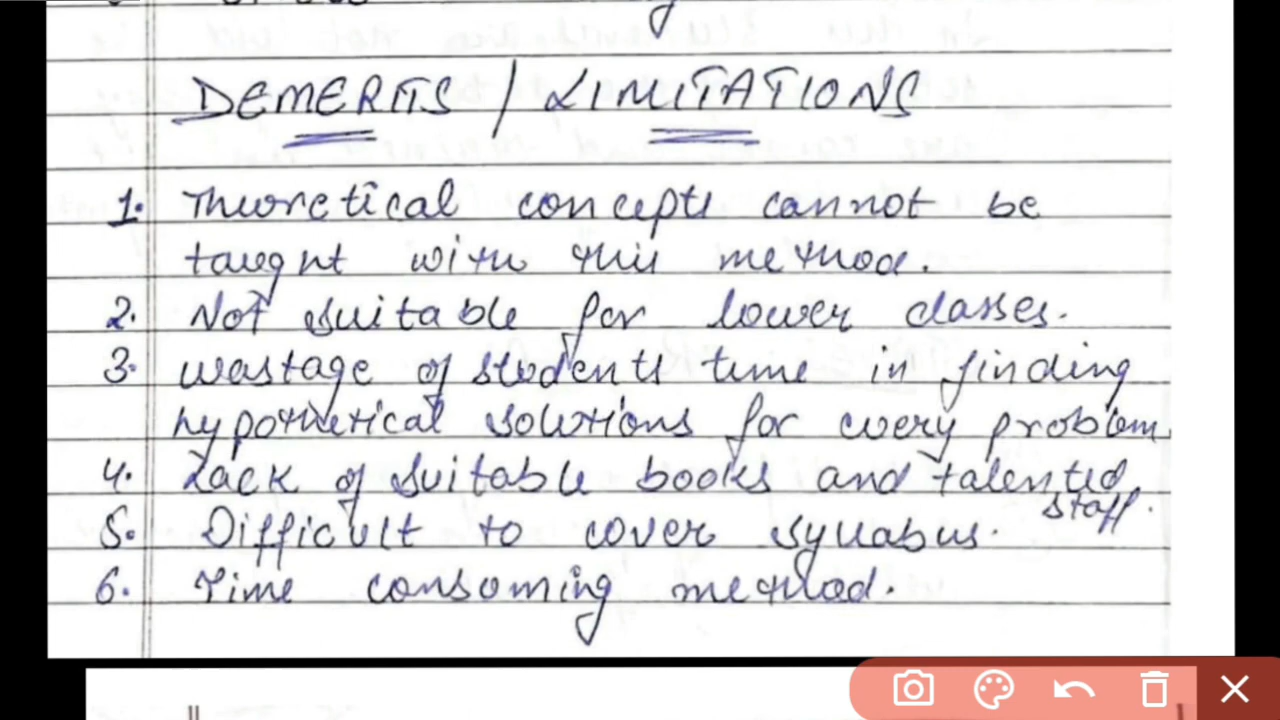 DEMERITS / LIMITATIONS
1. Theoretical concepts cannot be
taught with this method.
2. Not suitable for lower classes.
3. wastage of students time in finding
hypothetical solutions for every problem
4. Lack of suitable books and talented
staff.
5. Difficult to cover syllabus.
6. Time consuming method.